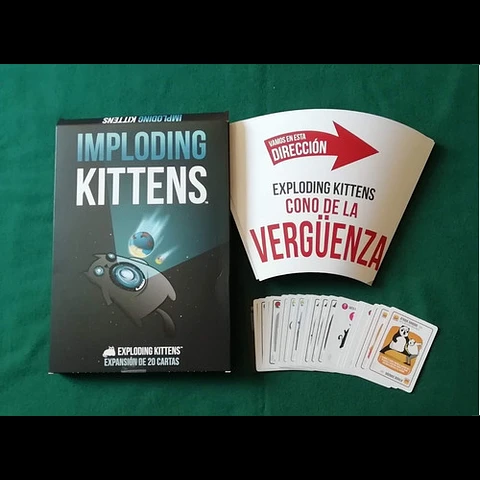 IMPLODING KITTENS
IMPLODING
KITTENS
EXPLODING KITTENS
EXPANSIÓN DE 20 CARTAS
VAMOS EN ESTA
DIRECCIÓN
EXPLODING KITTENS
CONO DE LA
VERGÜENZA